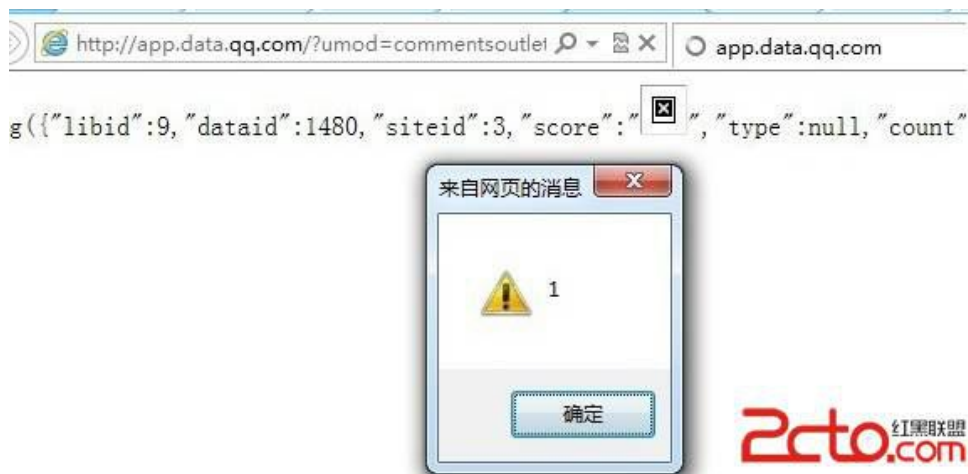 http://app.data.qq.com/?umod=commentsoutlet
app.data.qq.com
g({"libid":9,"dataid":1480,"siteid":3,"score":"","type":null,"count"
来自网页的消息
1
确定
2cto
红黑联盟
.com